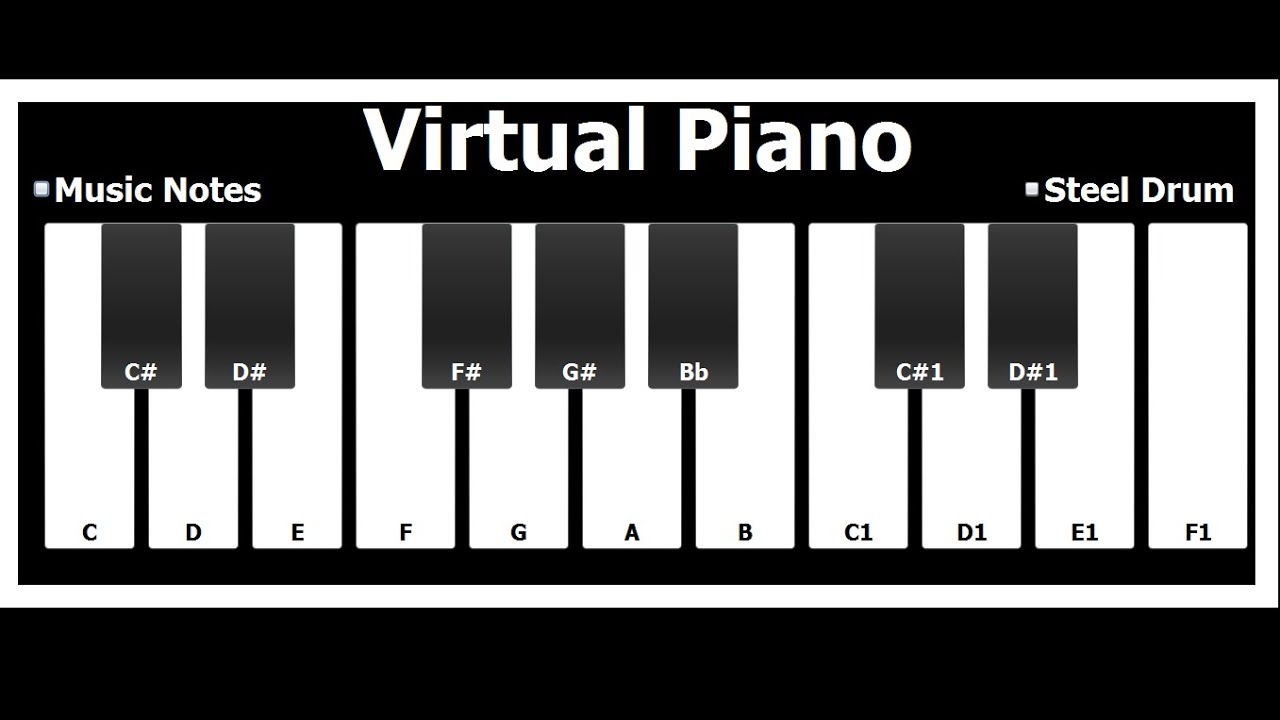 Virtual Piano
Music Notes
Steel Drum
C# D# F# G# Bb C#1 D#1
C D E F G A B C1 D1 E1 F1